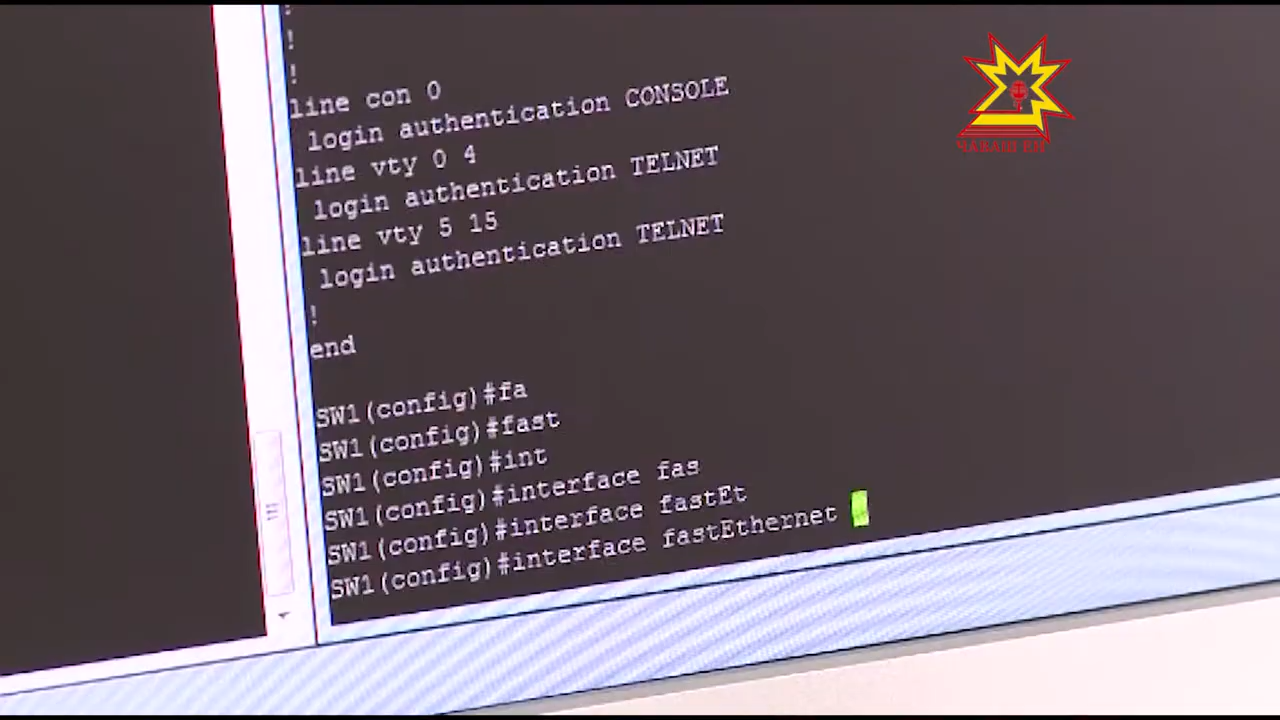 !
!
!
line con 0
login authentication CONSOLE
line vty 0 4
login authentication TELNET
line vty 5 15
login authentication TELNET
!
end
SW1(config)#fa
SW1(config)#fast
SW1(config)#int
SW1(config)#interface fas
SW1(config)#interface fastEt
SW1(config)#interface fastEthernet
ЧӐВАШ ЕН